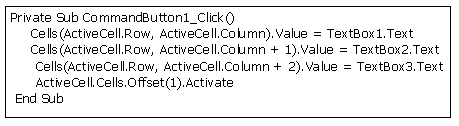 Private Sub CommandButton1_Click()
Cells(ActiveCell.Row, ActiveCell.Column).Value = TextBox1.Text
Cells(ActiveCell.Row, ActiveCell.Column + 1).Value = TextBox2.Text
Cells(ActiveCell.Row, ActiveCell.Column + 2).Value = TextBox3.Text
ActiveCell.Cells.Offset(1).Activate
End Sub